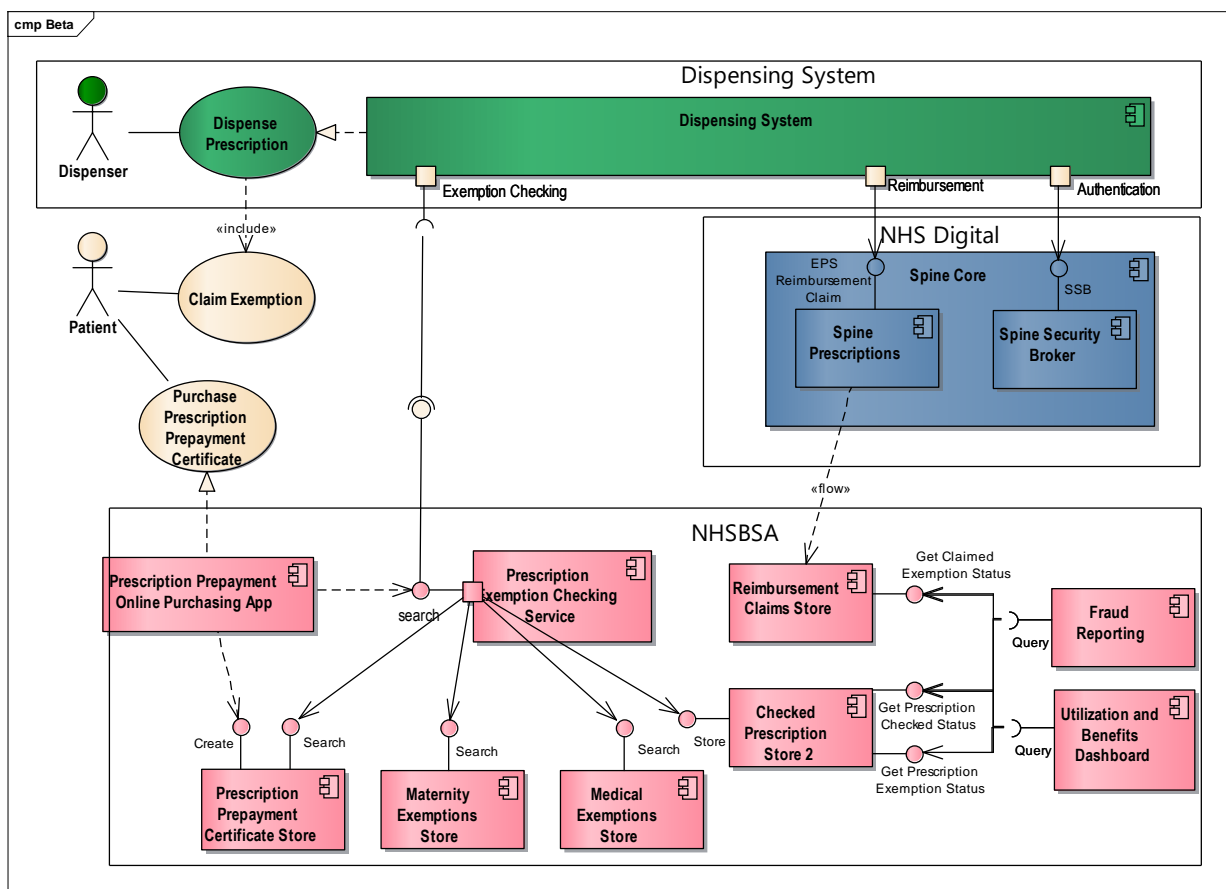 cmp Beta
Dispensing System
Dispensing System
Dispense
Prescription
Dispenser
Exemption Checking
Reimbursement
Authentication
«include»
NHS Digital
Patient
Claim Exemption
EPS
Reimbursement
Claim
Spine Core
SSB
Spine
Prescriptions
Spine Security
Broker
Purchase
Prescription
Prepayment
Certificate
«flow»
NHSBSA
Prescription Prepayment
Online Purchasing App
search
Prescription
Exemption Checking
Service
Reimbursement
Claims Store
Get Claimed
Exemption Status
Fraud
Reporting
Query
Create
Search
Search
Search
Store
Checked
Prescription
Store 2
Get Prescription
Checked Status
Get Prescription
Exemption Status
Query
Utilization and
Benefits
Dashboard
Prescription
Prepayment
Certificate Store
Maternity
Exemptions
Store
Medical
Exemptions
Store